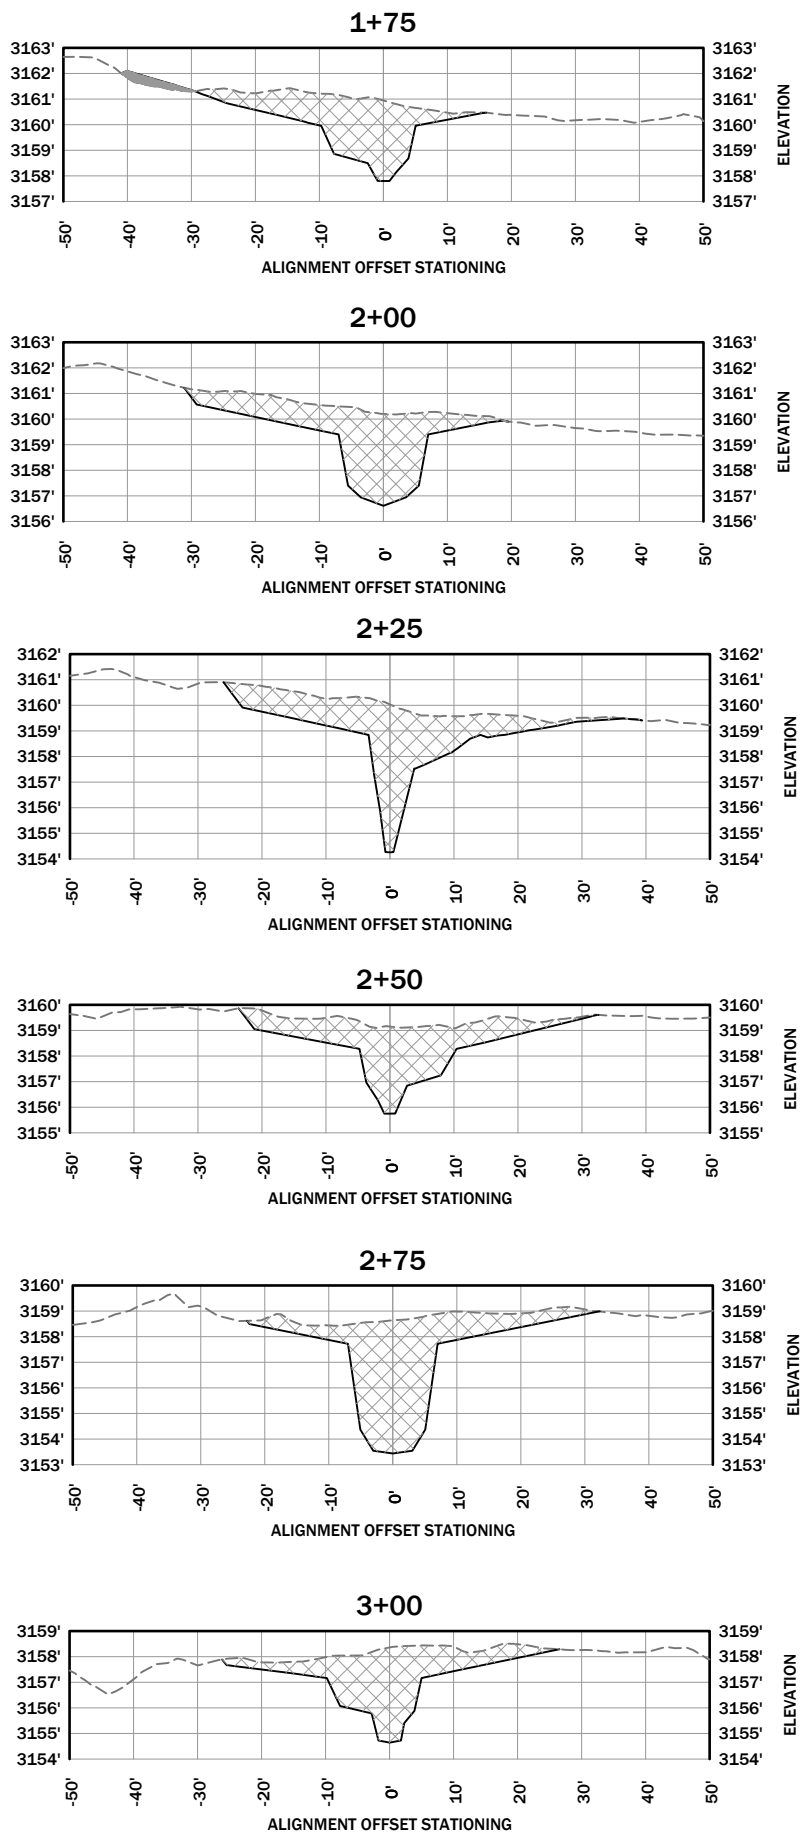 1+75
3163' 3163'
3162' 3162'
3161' 3161'
3160' 3160'
3159' 3159'
3158' 3158'
3157' 3157'
ELEVATION
-50' -40' -30' -20' -10' 0' 10' 20' 30' 40' 50'
ALIGNMENT OFFSET STATIONING
2+00
3163' 3163'
3162' 3162'
3161' 3161'
3160' 3160'
3159' 3159'
3158' 3158'
3157' 3157'
3156' 3156'
ELEVATION
-50' -40' -30' -20' -10' 0' 10' 20' 30' 40' 50'
ALIGNMENT OFFSET STATIONING
2+25
3162' 3162'
3161' 3161'
3160' 3160'
3159' 3159'
3158' 3158'
3157' 3157'
3156' 3156'
3155' 3155'
3154' 3154'
ELEVATION
-50' -40' -30' -20' -10' 0' 10' 20' 30' 40' 50'
ALIGNMENT OFFSET STATIONING
2+50
3160' 3160'
3159' 3159'
3158' 3158'
3157' 3157'
3156' 3156'
3155' 3155'
ELEVATION
-50' -40' -30' -20' -10' 0' 10' 20' 30' 40' 50'
ALIGNMENT OFFSET STATIONING
2+75
3160' 3160'
3159' 3159'
3158' 3158'
3157' 3157'
3156' 3156'
3155' 3155'
3154' 3154'
3153' 3153'
ELEVATION
-50' -40' -30' -20' -10' 0' 10' 20' 30' 40' 50'
ALIGNMENT OFFSET STATIONING
3+00
3159' 3159'
3158' 3158'
3157' 3157'
3156' 3156'
3155' 3155'
3154' 3154'
ELEVATION
-50' -40' -30' -20' -10' 0' 10' 20' 30' 40' 50'
ALIGNMENT OFFSET STATIONING